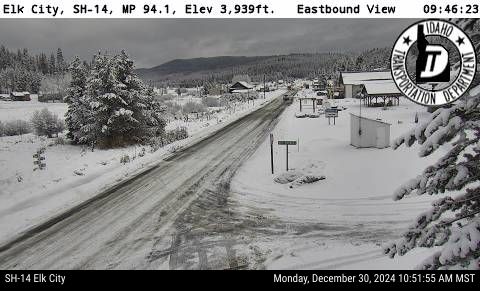 Elk City, SH-14, MP 94.1, Elev 3,939ft. Eastbound View 09:46:23
IDAHO
TRANSPORTATION DEPARTMENT
SH-14 Elk City Monday, December 30, 2024 10:51:55 AM MST